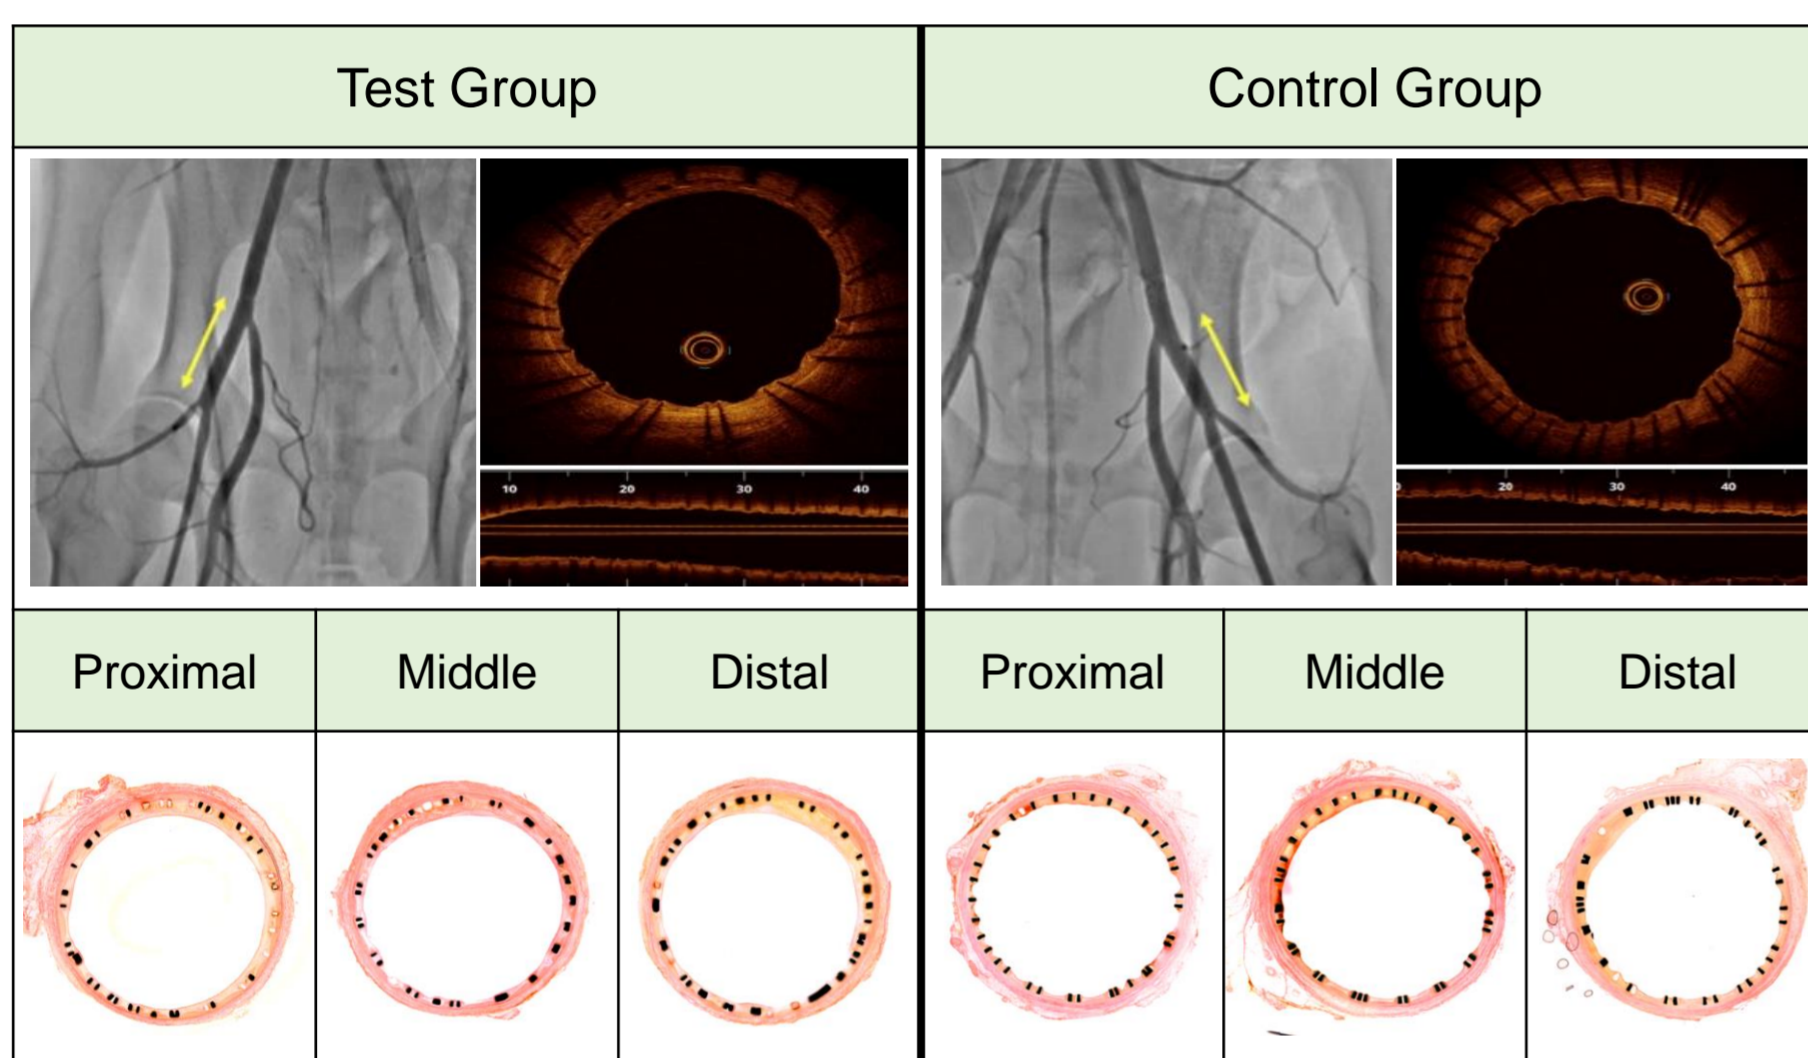 Test Group
Control Group
10 20 30 40
20 30 40
Proximal
Middle
Distal
Proximal
Middle
Distal